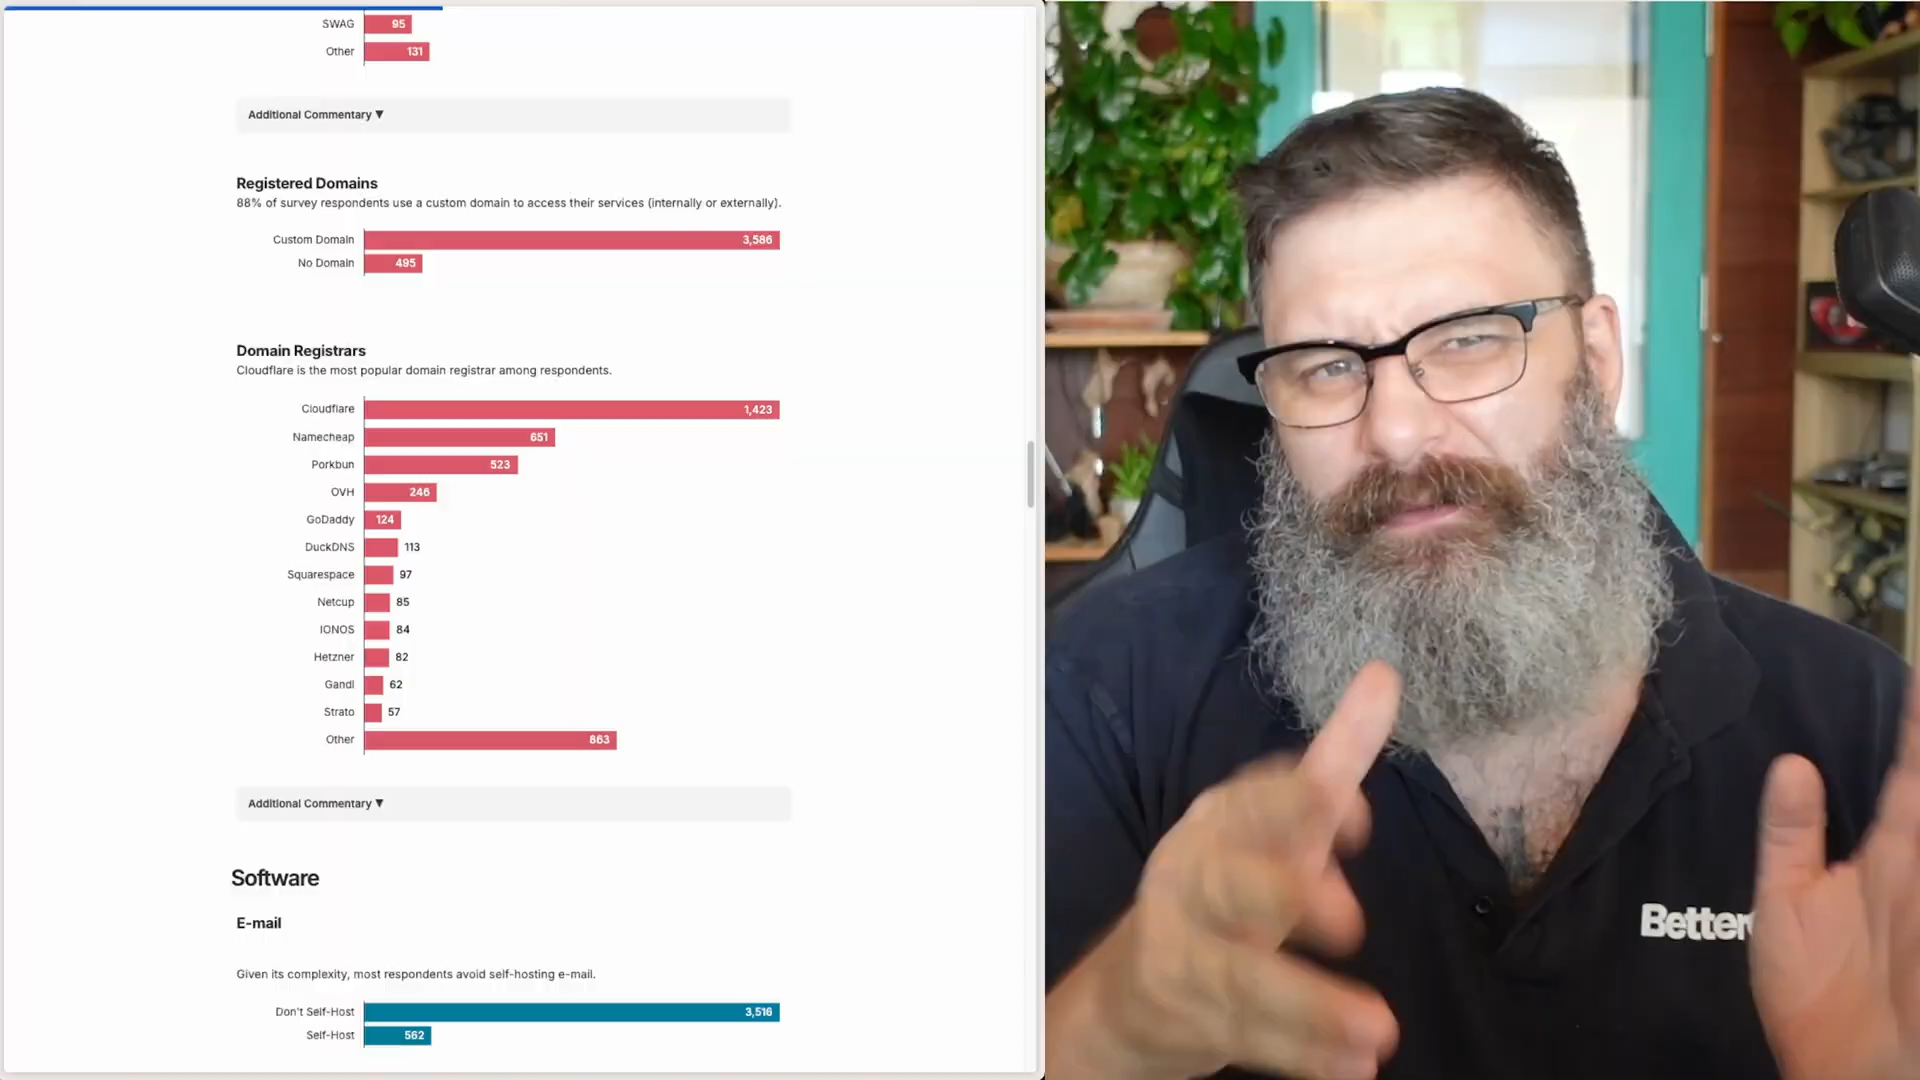 SWAG 95
Other 131
Additional Commentary ▼
Registered Domains
88% of survey respondents use a custom domain to access their services (internally or externally).
Custom Domain 3,586
No Domain 495
Domain Registrars
Cloudflare is the most popular domain registrar among respondents.
Cloudflare 1,423
Namecheap 651
Porkbun 523
OVH 246
GoDaddy 124
DuckDNS 113
Squarespace 97
Netcup 85
IONOS 84
Hetzner 82
Gandi 62
Strato 57
Other 863
Additional Commentary ▼
Software
E-mail
Given its complexity, most respondents avoid self-hosting e-mail.
Don't Self-Host 3,516
Self-Host 562
Better